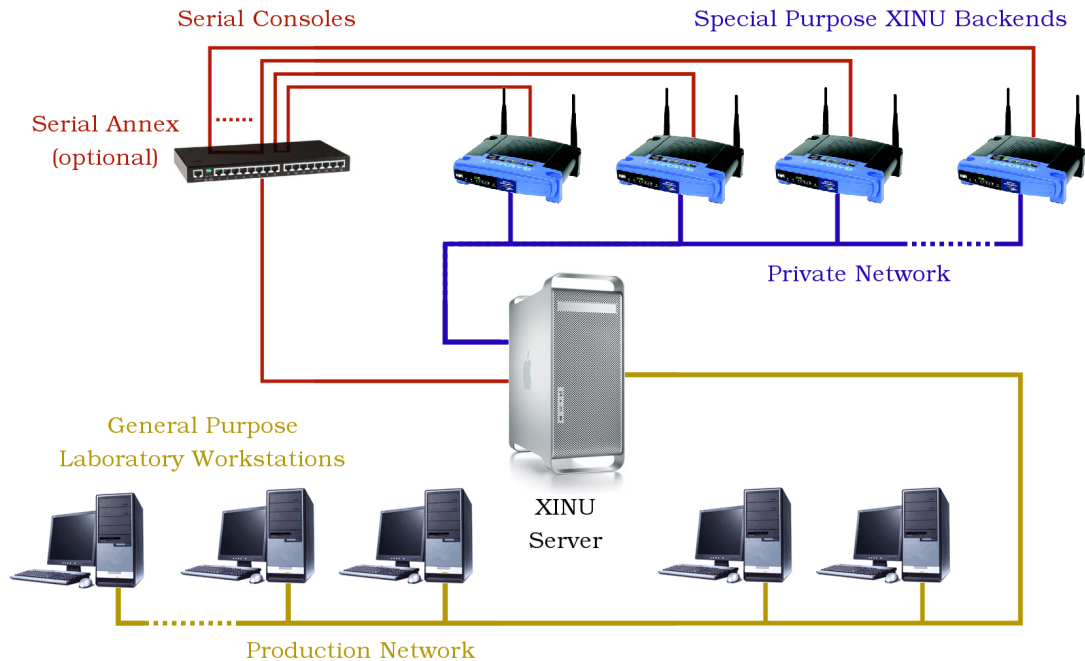 Serial Consoles
Special Purpose XINU Backends
Serial Annex
(optional)
Private Network
General Purpose
Laboratory Workstations
XINU
Server
Production Network